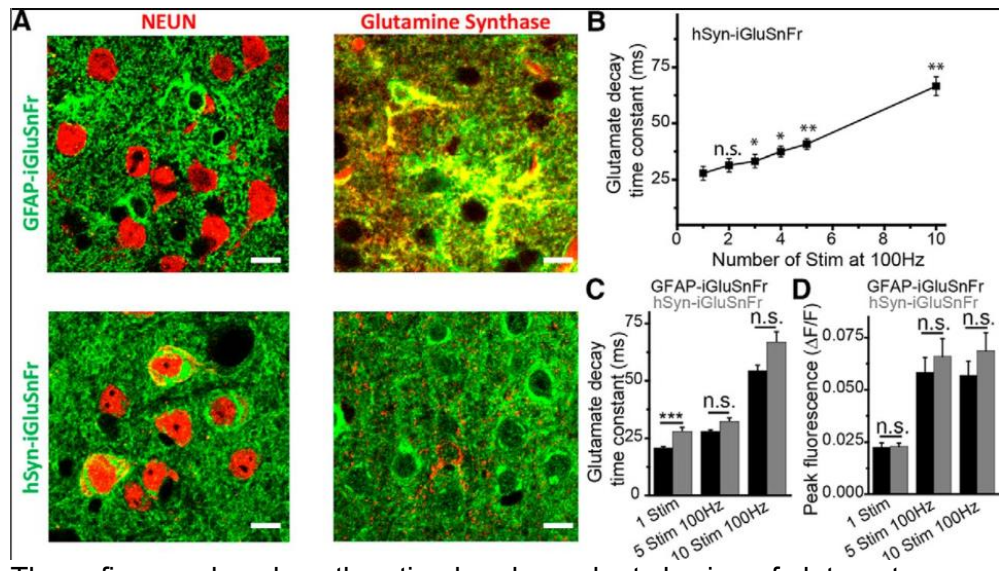 A
NEUN
Glutamine Synthase
GFAP-iGluSnFr
hSyn-iGluSnFr
B
hSyn-iGluSnFr
Glutamate decay
time constant (ms)
75
50
25
n.s.
*
*
**
**
0
2
4
6
8
10
Number of Stim at 100Hz
C
GFAP-iGluSnFr
hSyn-iGluSnFr
Glutamate decay
time constant (ms)
75
50
25
0
***
n.s.
n.s.
1 Stim
5 Stim 100Hz
10 Stim 100Hz
D
GFAP-iGluSnFr
hSyn-iGluSnFr
Peak fluorescence (ΔF/F)
0.075
0.050
0.025
0.000
n.s.
n.s.
n.s.
1 Stim
5 Stim 100Hz
10 Stim 100Hz